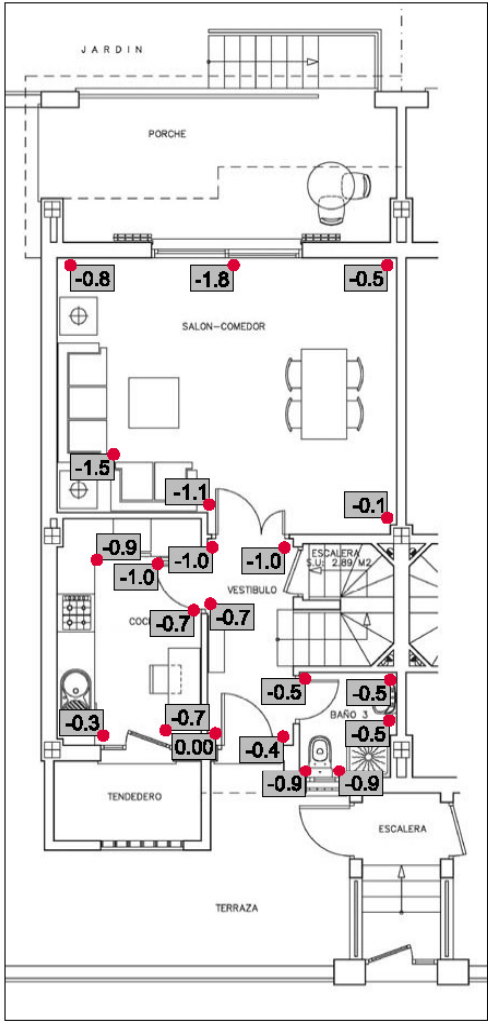 JARDIN
PORCHE
-0.8
-1.8
-0.5
SALON-COMEDOR
-1.5
-1.1
-0.1
-0.9
-1.0
-1.0
-1.0
ESCALERA
S.U: 2.89 M2
VESTIBULO
-0.7
-0.7
COCI
-0.5
-0.5
-0.3
-0.7
0.00
-0.4
BAÑO 3
-0.5
-0.9
-0.9
TENDEDERO
ESCALERA
TERRAZA